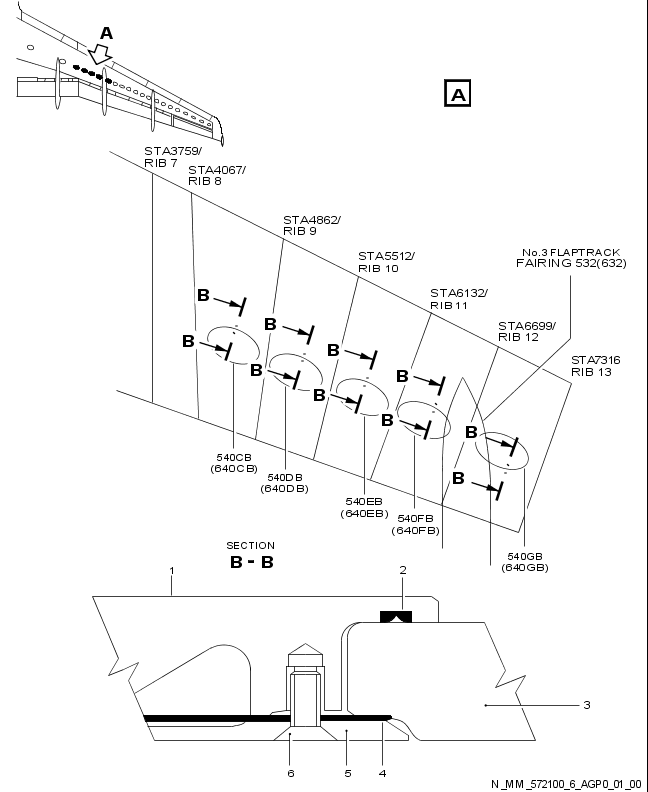 A
A
STA3759/
RIB 7
STA4067/
RIB 8
STA4862/
RIB 9
STA5512/
RIB 10
No.3 FLAPTRACK
FAIRING 532(632)
STA6132/
RIB 11
STA6699/
RIB 12
STA7316
RIB 13
B
B
B
B
B
B
B
B
B
B
540CB
(640CB)
540DB
(640DB)
540EB
(640EB)
540FB
(640FB)
540GB
(640GB)
SECTION
B - B
1
2
3
6
5
4
N_MM_572100_6_AGP0_01_00